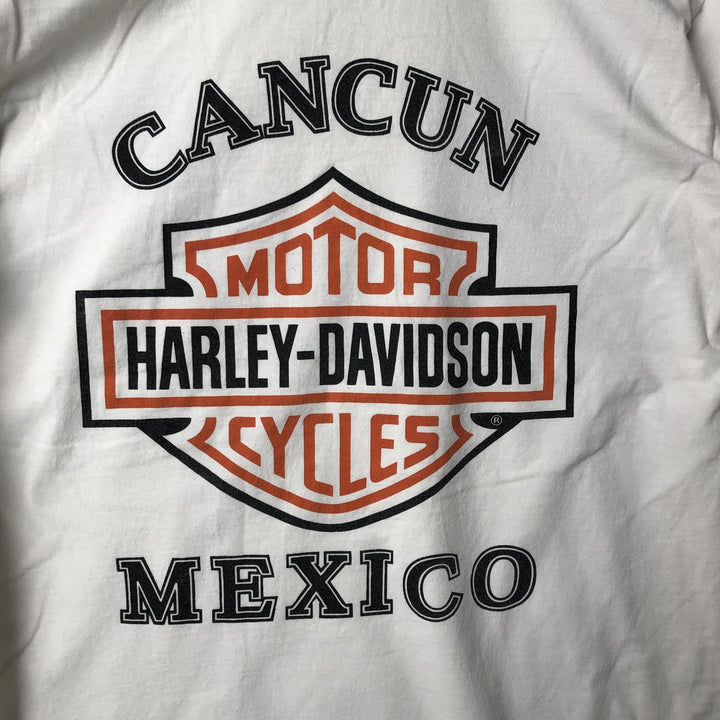 CANCUN
MOTOR
HARLEY-DAVIDSON
CYCLES
®
MEXICO